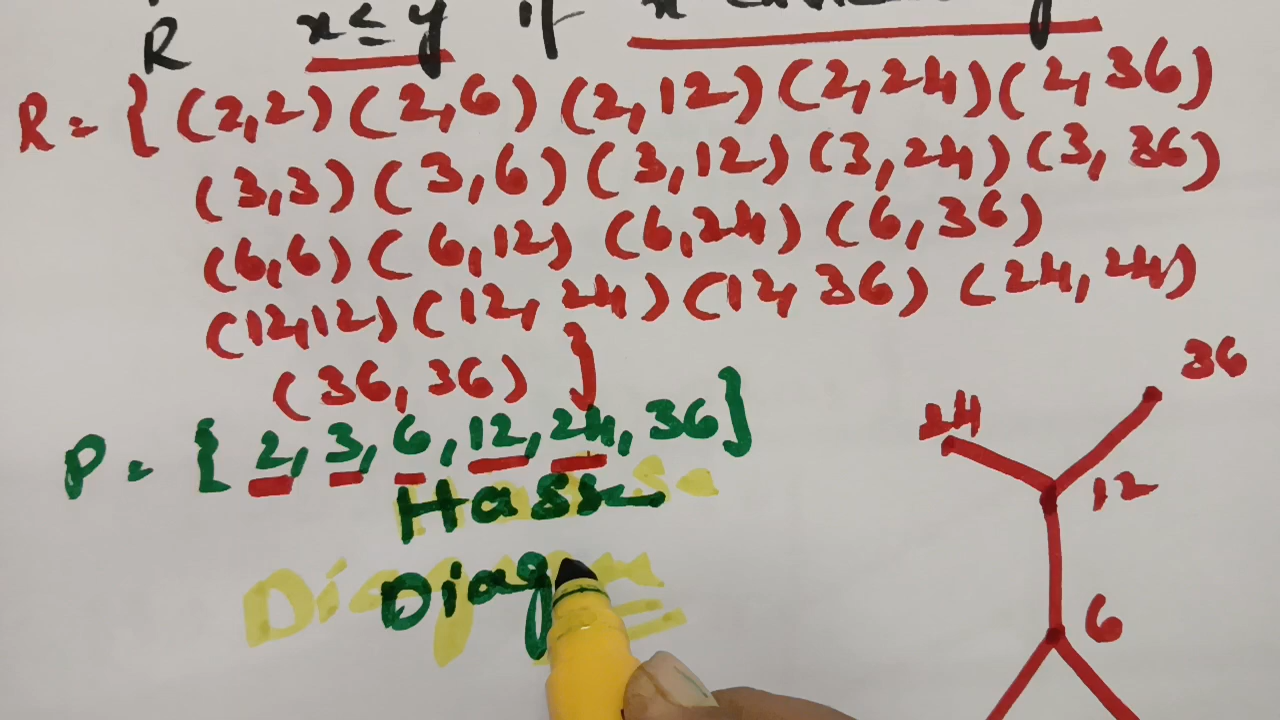 R x ≤ y if x
R = { (2,2) (2,6) (2,12) (2,24) (2,36)
(3,3) (3,6) (3,12) (3,24) (3,36)
(6,6) (6,12) (6,24) (6,36)
(12,12) (12,24) (12,36) (24,24)
(36,36) }
36
24
P = { 2, 3, 6, 12, 24, 36 }
12
Hasse
Diag
6